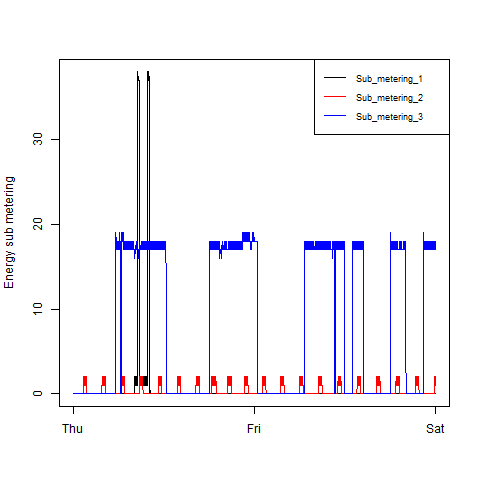 Sub_metering_1
Sub_metering_2
Sub_metering_3
Energy sub metering
30
20
10
0
Thu
Fri
Sat